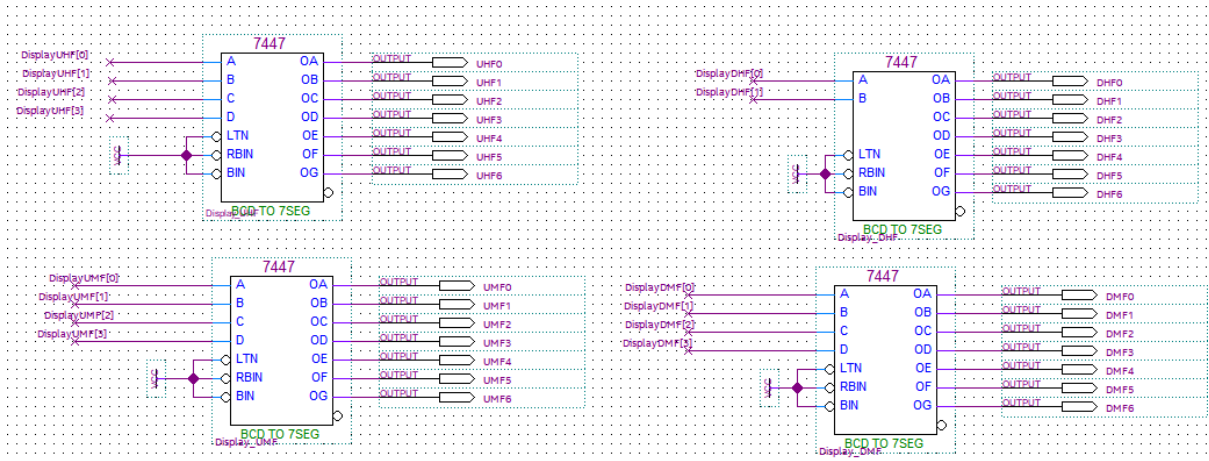 7447
DisplayUHF[0]
DisplayUHF[1]
DisplayUHF[2]
DisplayUHF[3]
A OA
B OB
C OC
D OD
LTN OE
RBIN OF
BIN OG
VCC
OUTPUT UHF0
OUTPUT UHF1
OUTPUT UHF2
OUTPUT UHF3
OUTPUT UHF4
OUTPUT UHF5
OUTPUT UHF6
BCD TO 7SEG
Display_UHF
7447
DisplayDHF[0]
DisplayDHF[1]
A OA
B OB
OC
OD
LTN OE
RBIN OF
BIN OG
VCC
OUTPUT DHF0
OUTPUT DHF1
OUTPUT DHF2
OUTPUT DHF3
OUTPUT DHF4
OUTPUT DHF5
OUTPUT DHF6
BCD TO 7SEG
Display_DHF
7447
DisplayUMF[0]
DisplayUMF[1]
DisplayUMF[2]
DisplayUMF[3]
A OA
B OB
C OC
D OD
LTN OE
RBIN OF
BIN OG
VCC
OUTPUT UMF0
OUTPUT UMF1
OUTPUT UMF2
OUTPUT UMF3
OUTPUT UMF4
OUTPUT UMF5
OUTPUT UMF6
BCD TO 7SEG
Display_UMF
7447
DisplayDMF[0]
DisplayDMF[1]
DisplayDMF[2]
DisplayDMF[3]
A OA
B OB
C OC
D OD
LTN OE
RBIN OF
BIN OG
VCC
OUTPUT DMF0
OUTPUT DMF1
OUTPUT DMF2
OUTPUT DMF3
OUTPUT DMF4
OUTPUT DMF5
OUTPUT DMF6
BCD TO 7SEG
Display_DMF